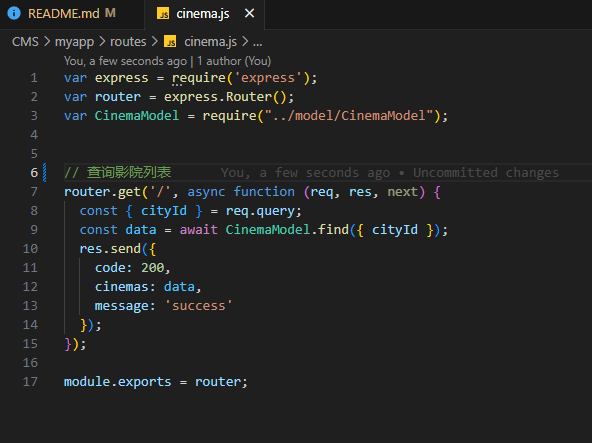 README.md M cinema.js
CMS > myapp > routes > cinema.js > ...
You, a few seconds ago | 1 author (You)
1 var express = require('express');
2 var router = express.Router();
3 var CinemaModel = require("../model/CinemaModel");
4
5
6 // 查询影院列表 You, a few seconds ago • Uncommitted changes
7 router.get('/', async function (req, res, next) {
8   const { cityId } = req.query;
9   const data = await CinemaModel.find({ cityId });
10   res.send({
11     code: 200,
12     cinemas: data,
13     message: 'success'
14   });
15 });
16
17 module.exports = router;